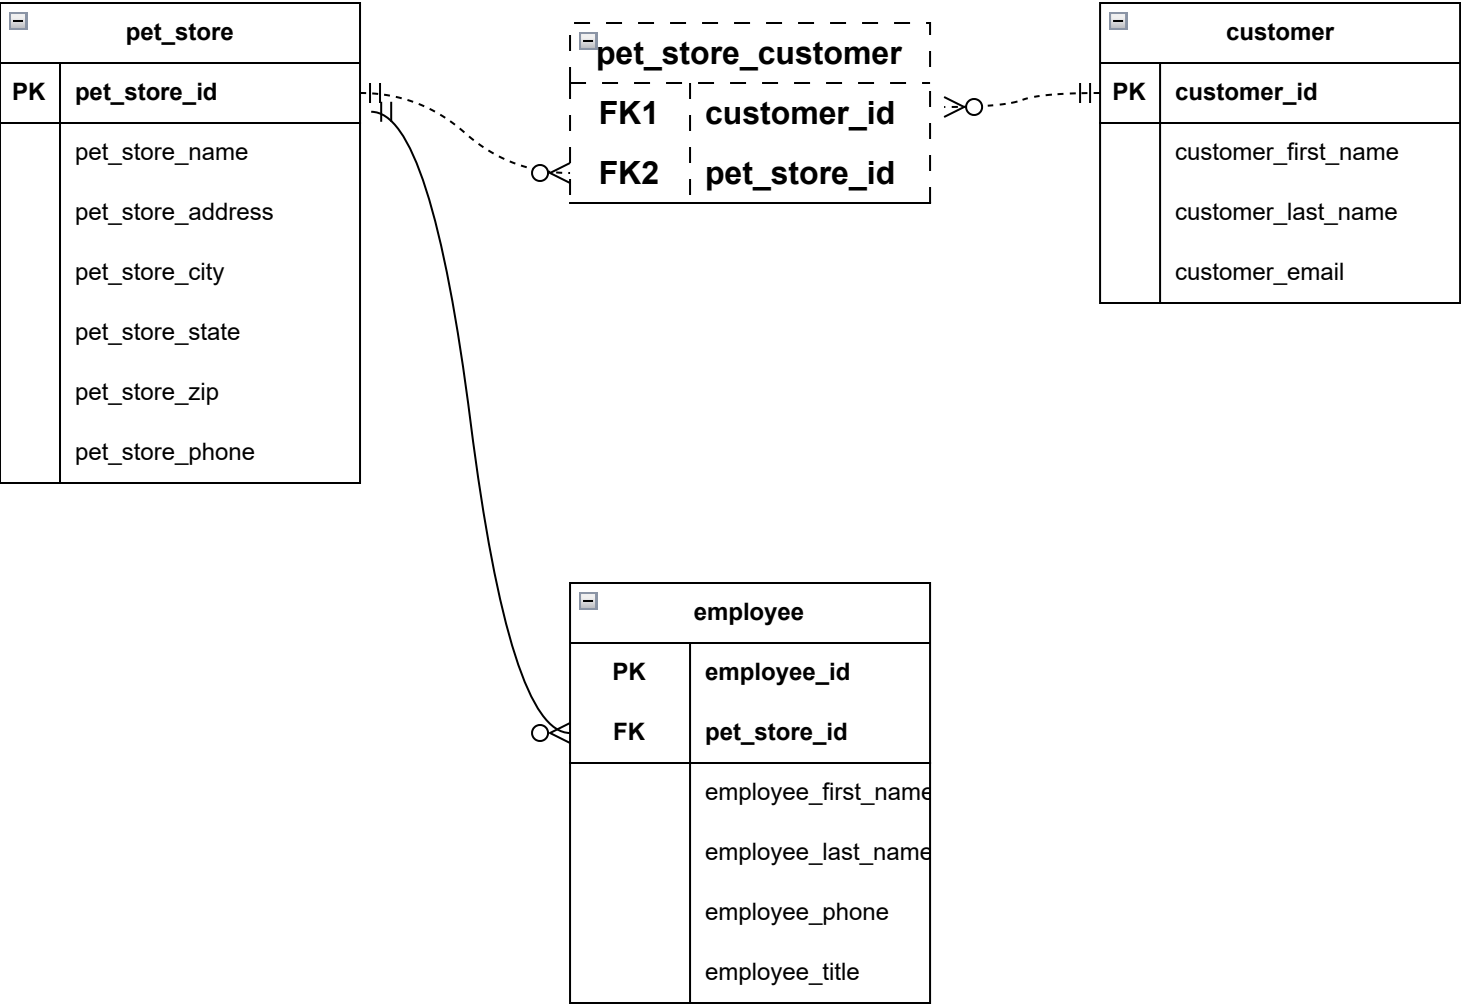 pet_store
PK pet_store_id
pet_store_name
pet_store_address
pet_store_city
pet_store_state
pet_store_zip
pet_store_phone
pet_store_customer
FK1 customer_id
FK2 pet_store_id
customer
PK customer_id
customer_first_name
customer_last_name
customer_email
employee
PK employee_id
FK pet_store_id
employee_first_name
employee_last_name
employee_phone
employee_title